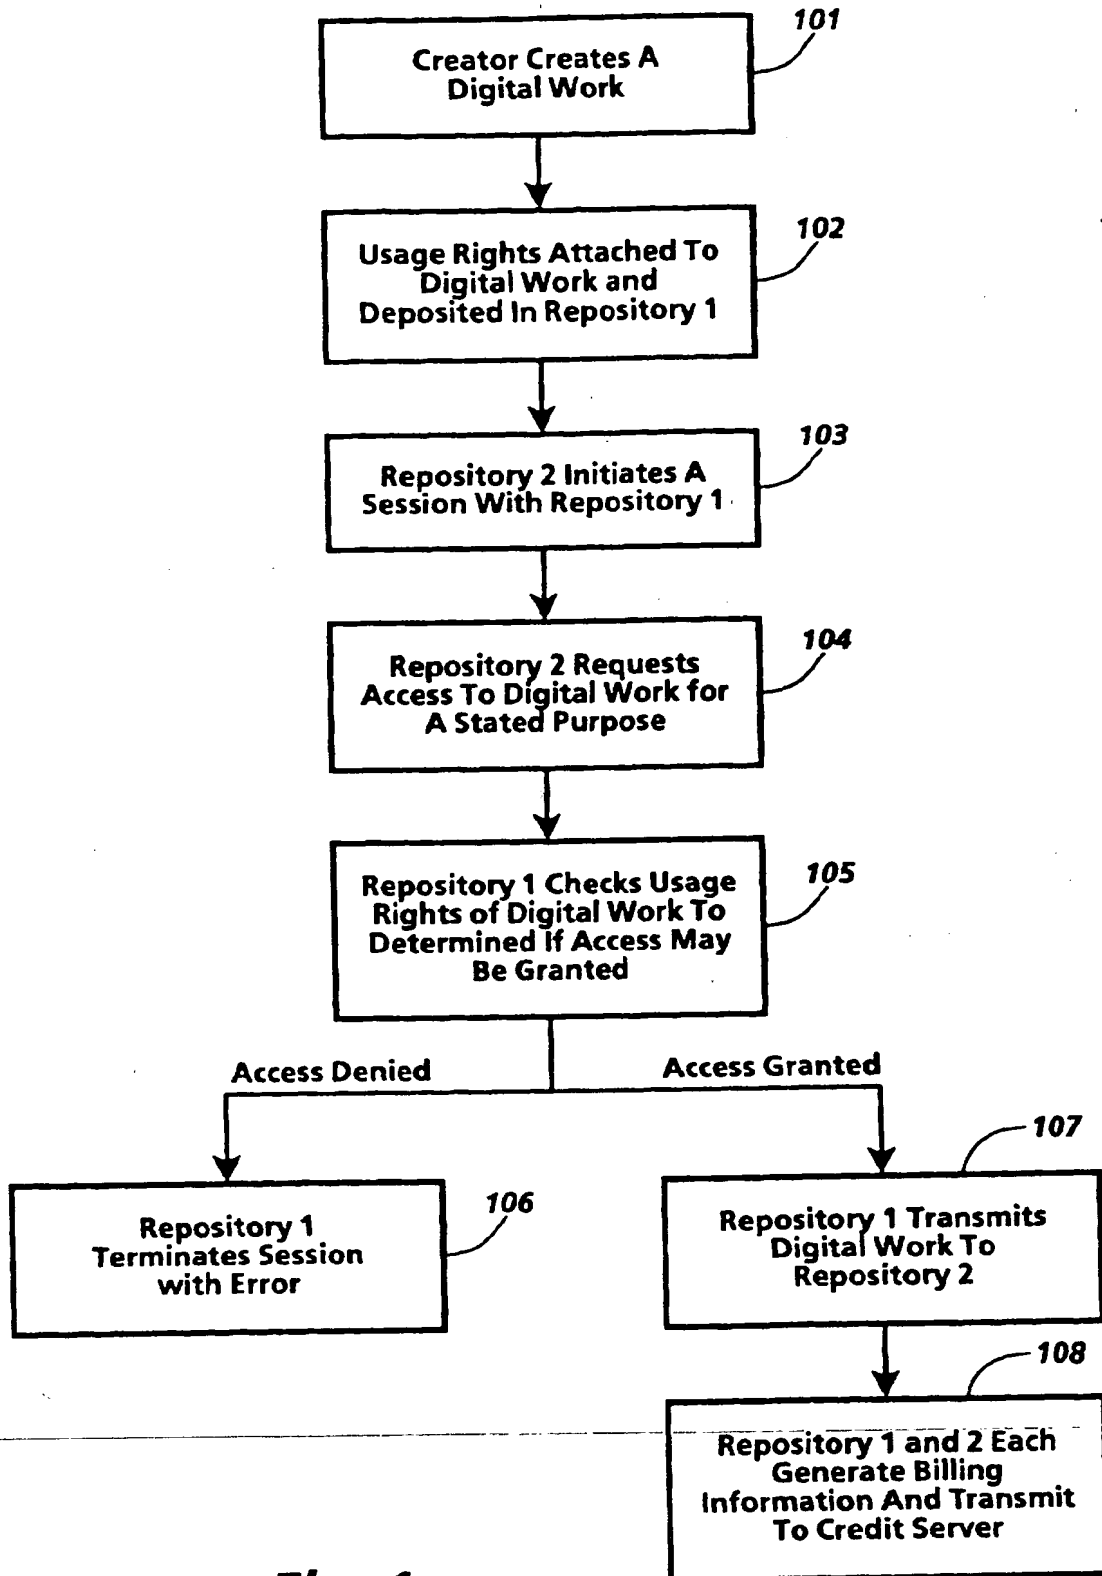 101
Creator Creates A
Digital Work
102
Usage Rights Attached To
Digital Work and
Deposited In Repository 1
103
Repository 2 Initiates A
Session With Repository 1
104
Repository 2 Requests
Access To Digital Work for
A Stated Purpose
105
Repository 1 Checks Usage
Rights of Digital Work To
Determined If Access May
Be Granted
Access Denied
Access Granted
106
Repository 1
Terminates Session
with Error
107
Repository 1 Transmits
Digital Work To
Repository 2
108
Repository 1 and 2 Each
Generate Billing
Information And Transmit
To Credit Server